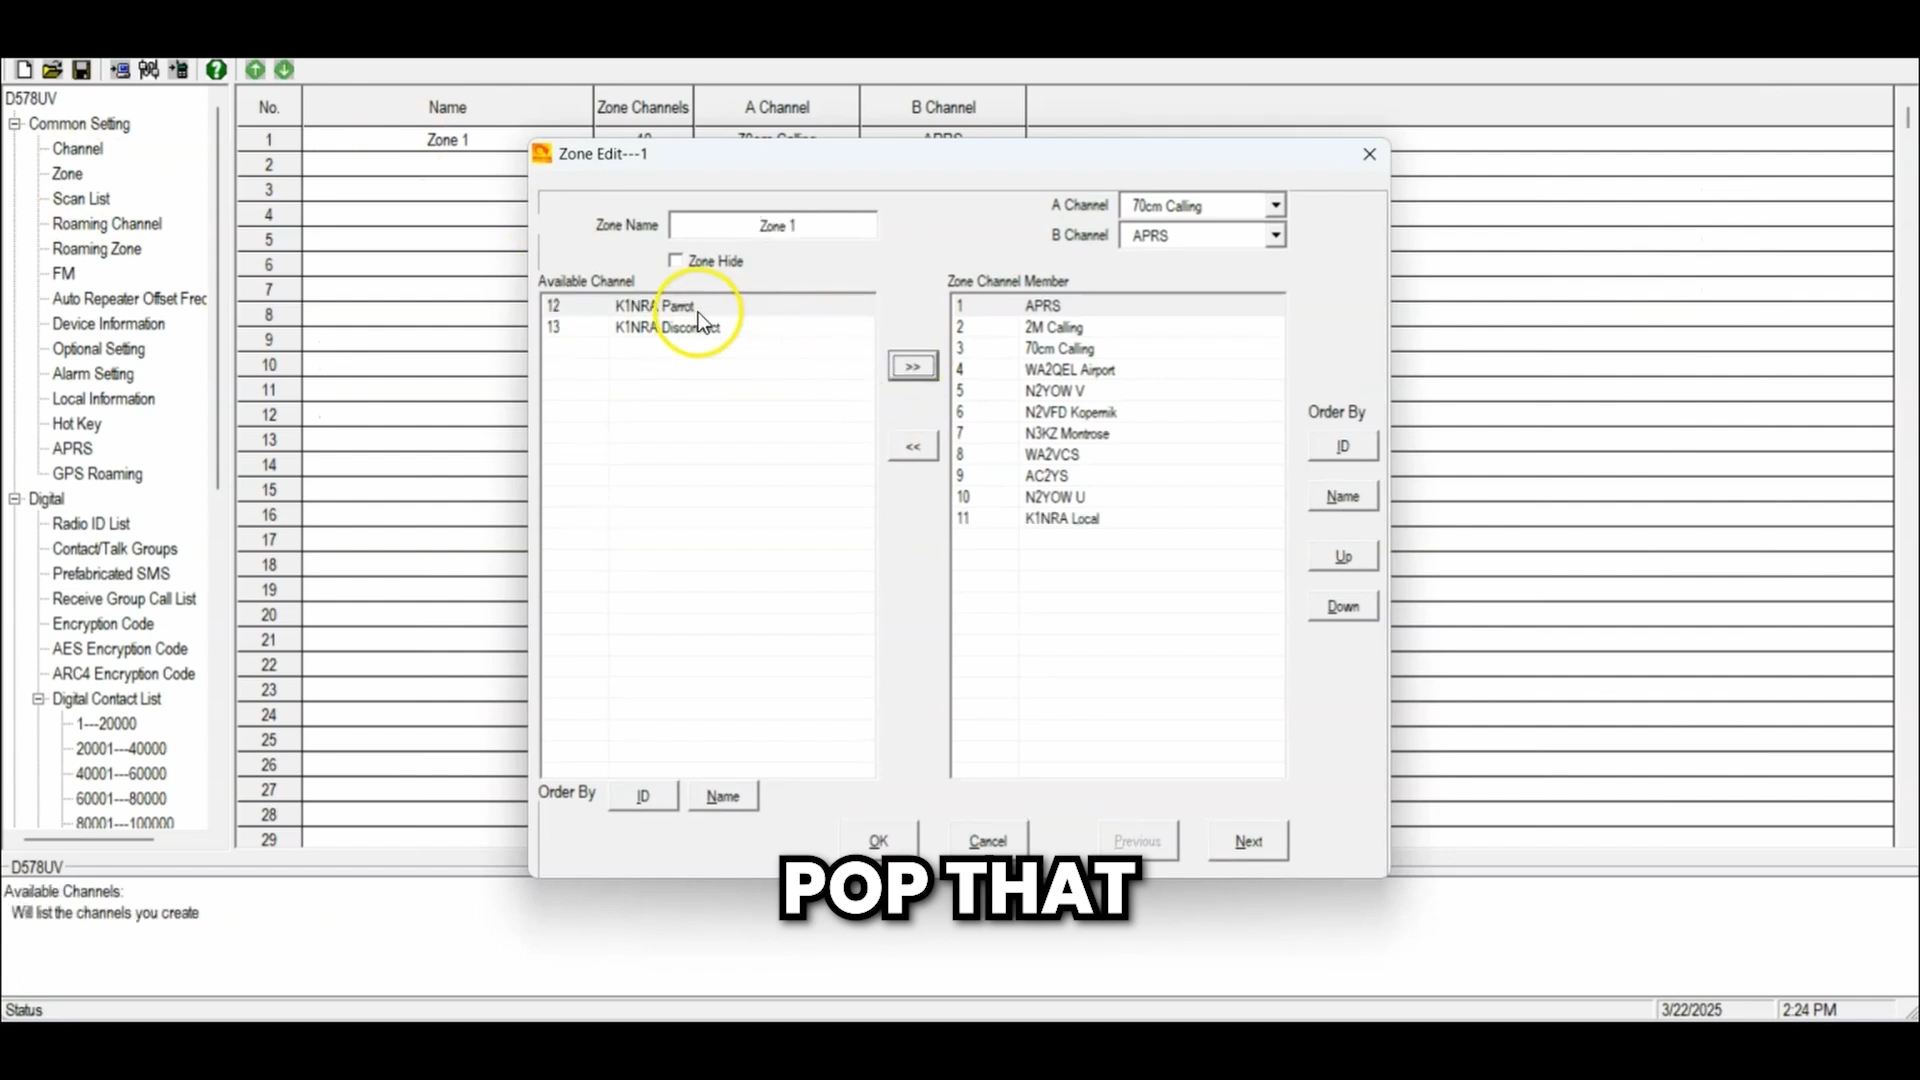 D578UV
Common Setting
Channel
Zone
Scan List
Roaming Channel
Roaming Zone
FM
Auto Repeater Offset Frec
Device Information
Optional Setting
Alarm Setting
Local Information
Hot Key
APRS
GPS Roaming
Digital
Radio ID List
Contact/Talk Groups
Prefabricated SMS
Receive Group Call List
Encryption Code
AES Encryption Code
ARC4 Encryption Code
Digital Contact List
1---20000
20001---40000
40001---60000
60001---80000
80001---100000
No. Name Zone Channels A Channel B Channel
1 Zone 1 10 70cm Calling APRS
2
3
4
5
6
7
8
9
10
11
12
13
14
15
16
17
18
19
20
21
22
23
24
25
26
27
28
29
Zone Edit---1
Zone Name Zone 1
Zone Hide
A Channel 70cm Calling
B Channel APRS
Available Channel
12 K1NRA Parrot
13 K1NRA Disconnect
>>
<<
Zone Channel Member
1 APRS
2 2M Calling
3 70cm Calling
4 WA2QEL Airport
5 N2YOW V
6 N2VFD Kopernik
7 N3KZ Montrose
8 WA2VCS
9 AC2YS
10 N2YOW U
11 K1NRA Local
Order By
ID
Name
Up
Down
Order By ID Name
OK Cancel Previous Next
POP THAT
D578UV
Available Channels:
Will list the channels you create
Status 3/22/2025 2:24 PM